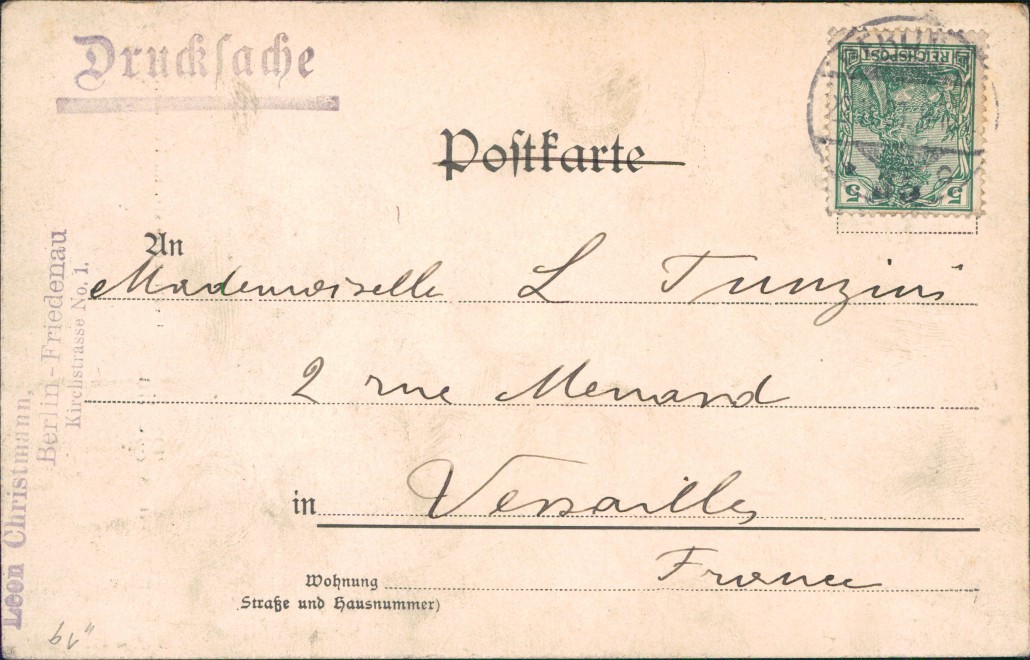 Drucksache
Postkarte
REICHSPOST
5 5
An
Mademoiselle L Tunzini
2 rue Menard
in Versailles
France
Wohnung
Straße und Hausnummer)
Leon Christmann,
Berlin-Friedenau
Kirchstrasse No. 1.